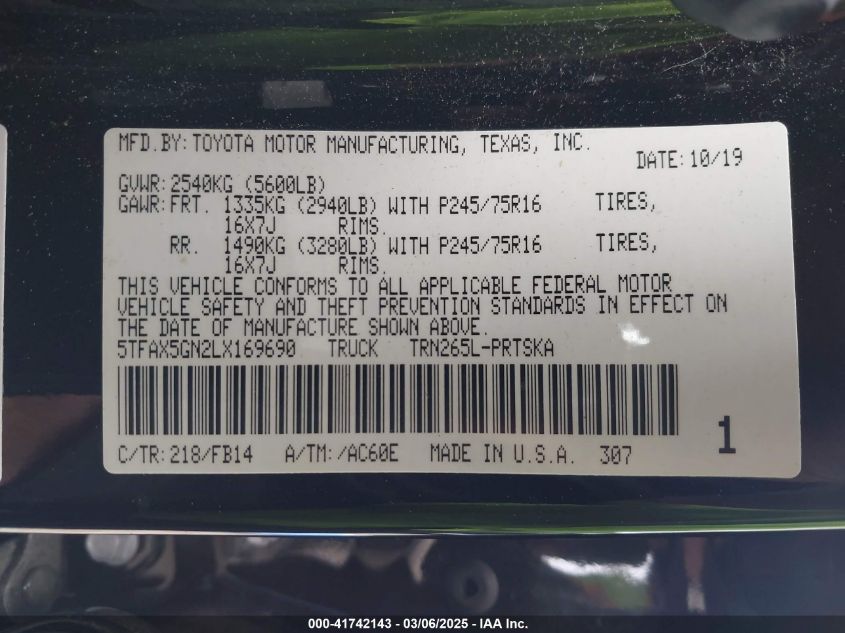 MFD.BY:TOYOTA MOTOR MANUFACTURING, TEXAS, INC.
DATE:10/19
GVWR:2540KG (5600LB)
GAWR:FRT. 1335KG (2940LB) WITH P245/75R16 TIRES,
16X7J RIMS.
RR. 1490KG (3280LB) WITH P245/75R16 TIRES,
16X7J RIMS.
THIS VEHICLE CONFORMS TO ALL APPLICABLE FEDERAL MOTOR
VEHICLE SAFETY AND THEFT PREVENTION STANDARDS IN EFFECT ON
THE DATE OF MANUFACTURE SHOWN ABOVE.
5TFAX5GN2LX169690 TRUCK TRN265L-PRTSKA
C/TR:218/FB14 A/TM:/AC60E MADE IN U.S.A. 307 1
000-41742143 - 03/06/2025 - IAA Inc.